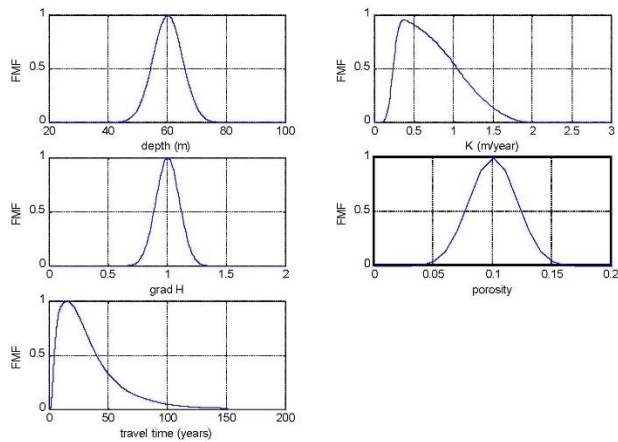 1
0.5
0
FMF
20 40 60 80 100
depth (m)
1
0.5
0
FMF
0 0.5 1 1.5 2 2.5 3
K (m/year)
1
0.5
0
FMF
0 0.5 1 1.5 2
grad H
1
0.5
0
FMF
0 0.05 0.1 0.15 0.2
porosity
1
0.5
0
FMF
0 50 100 150 200
travel time (years)